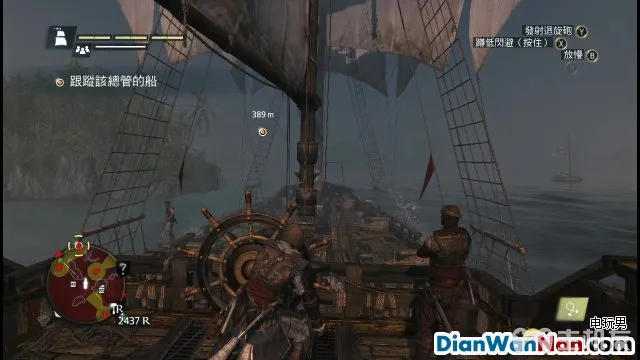 發射迴旋砲 Y
蹲低閃避（按住） X
放慢 B
跟蹤該總管的船
389 m
?
R
2437 R
电玩男
DianWanNan.com